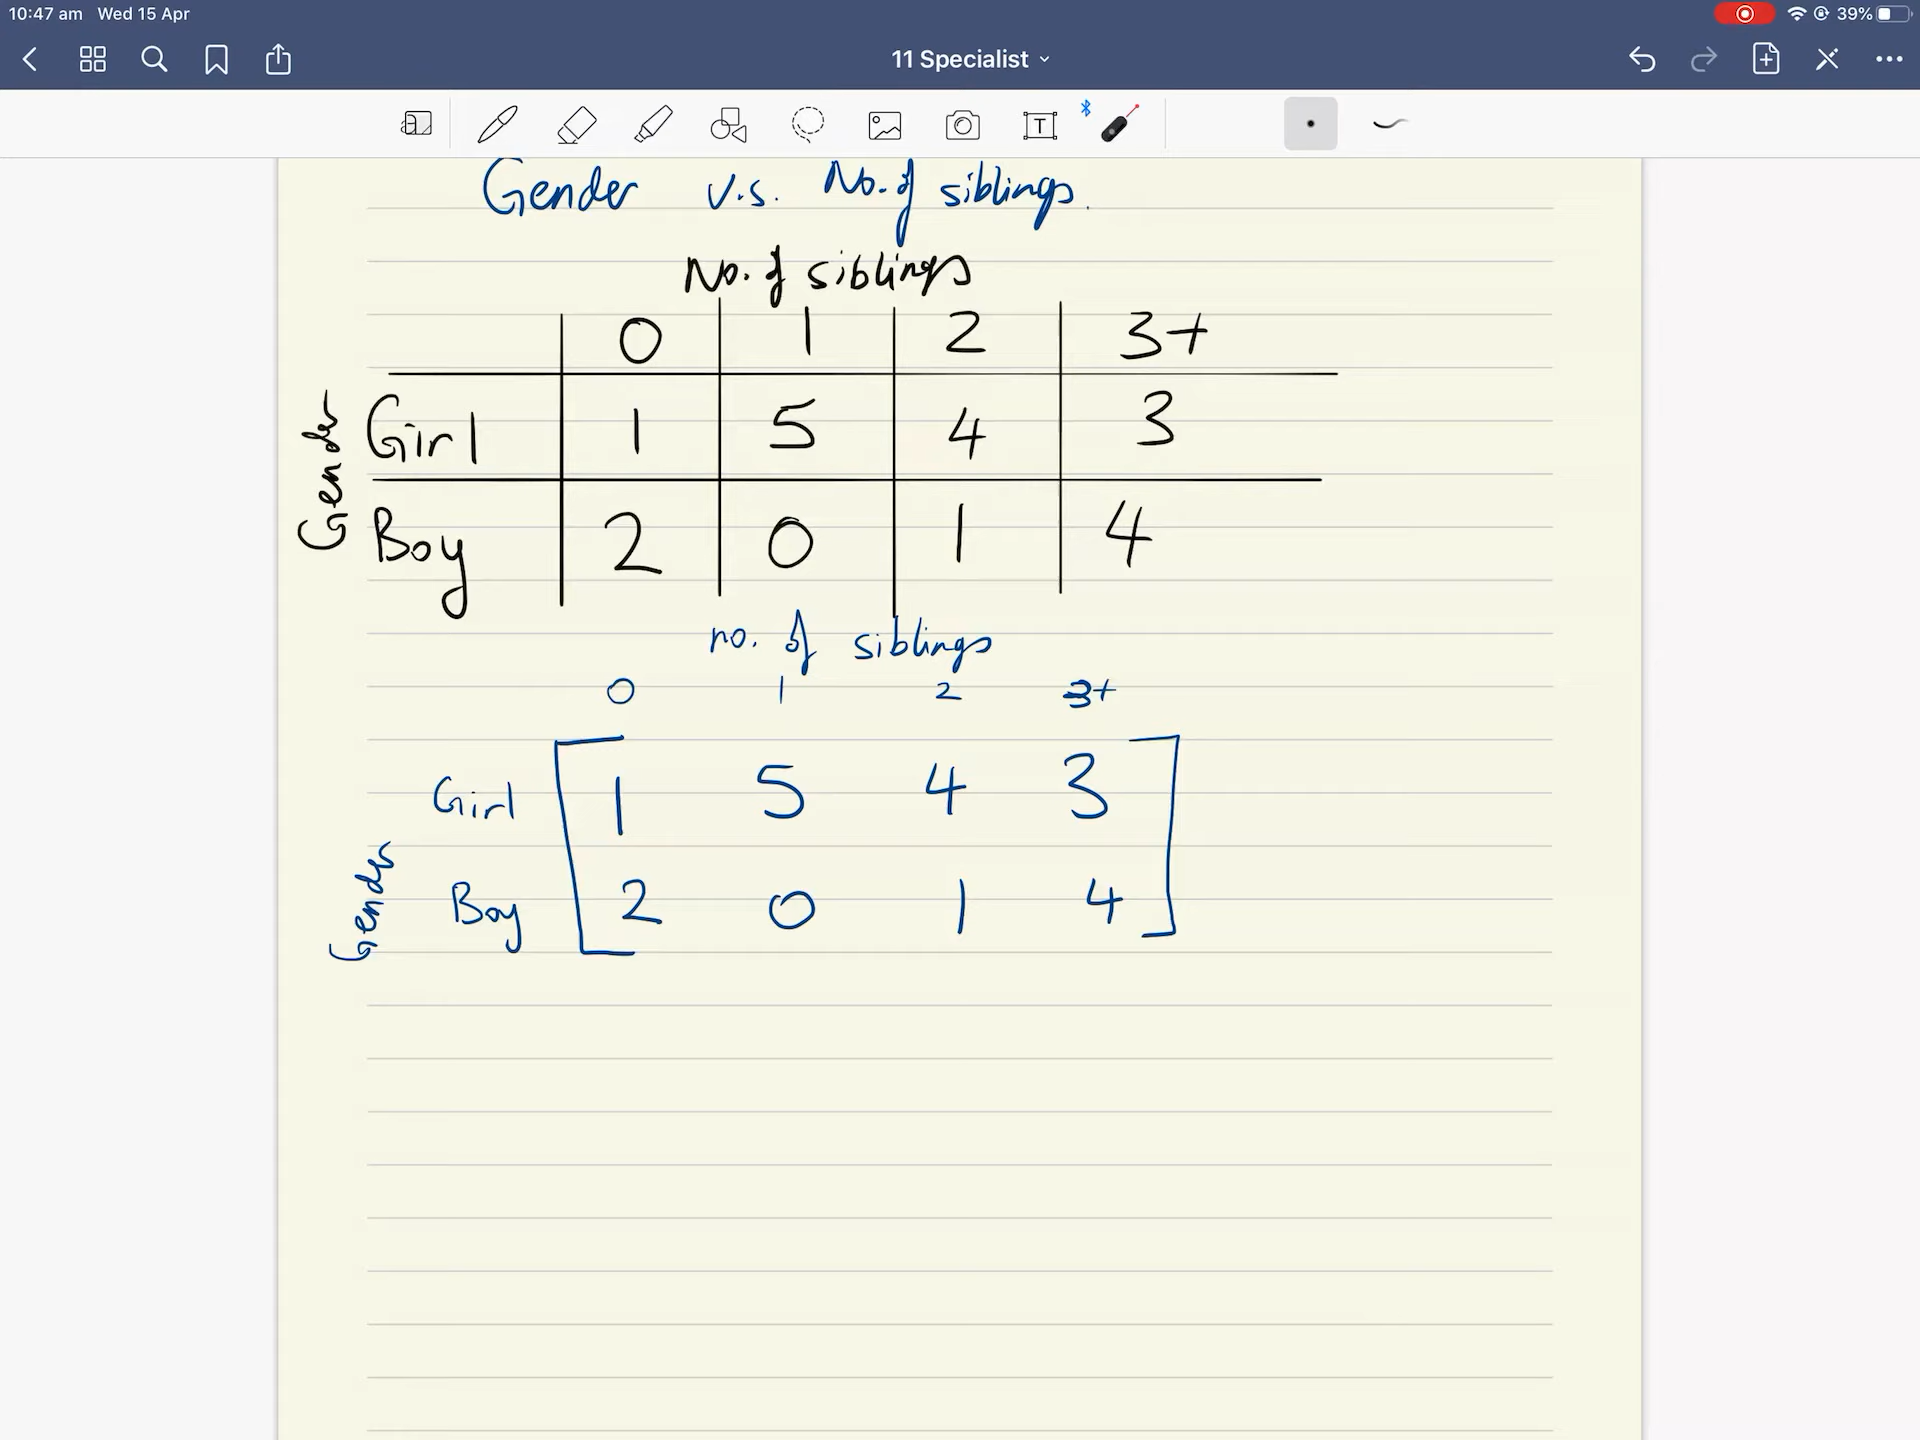 10:47 am Wed 15 Apr 39%
11 Specialist
Gender v.s. No. of siblings.
No. of siblings
0 1 2 3+
Gender
Girl 1 5 4 3
Boy 2 0 1 4
no. of siblings
0 1 2 3+
Girl 1 5 4 3
Gender
Boy 2 0 1 4